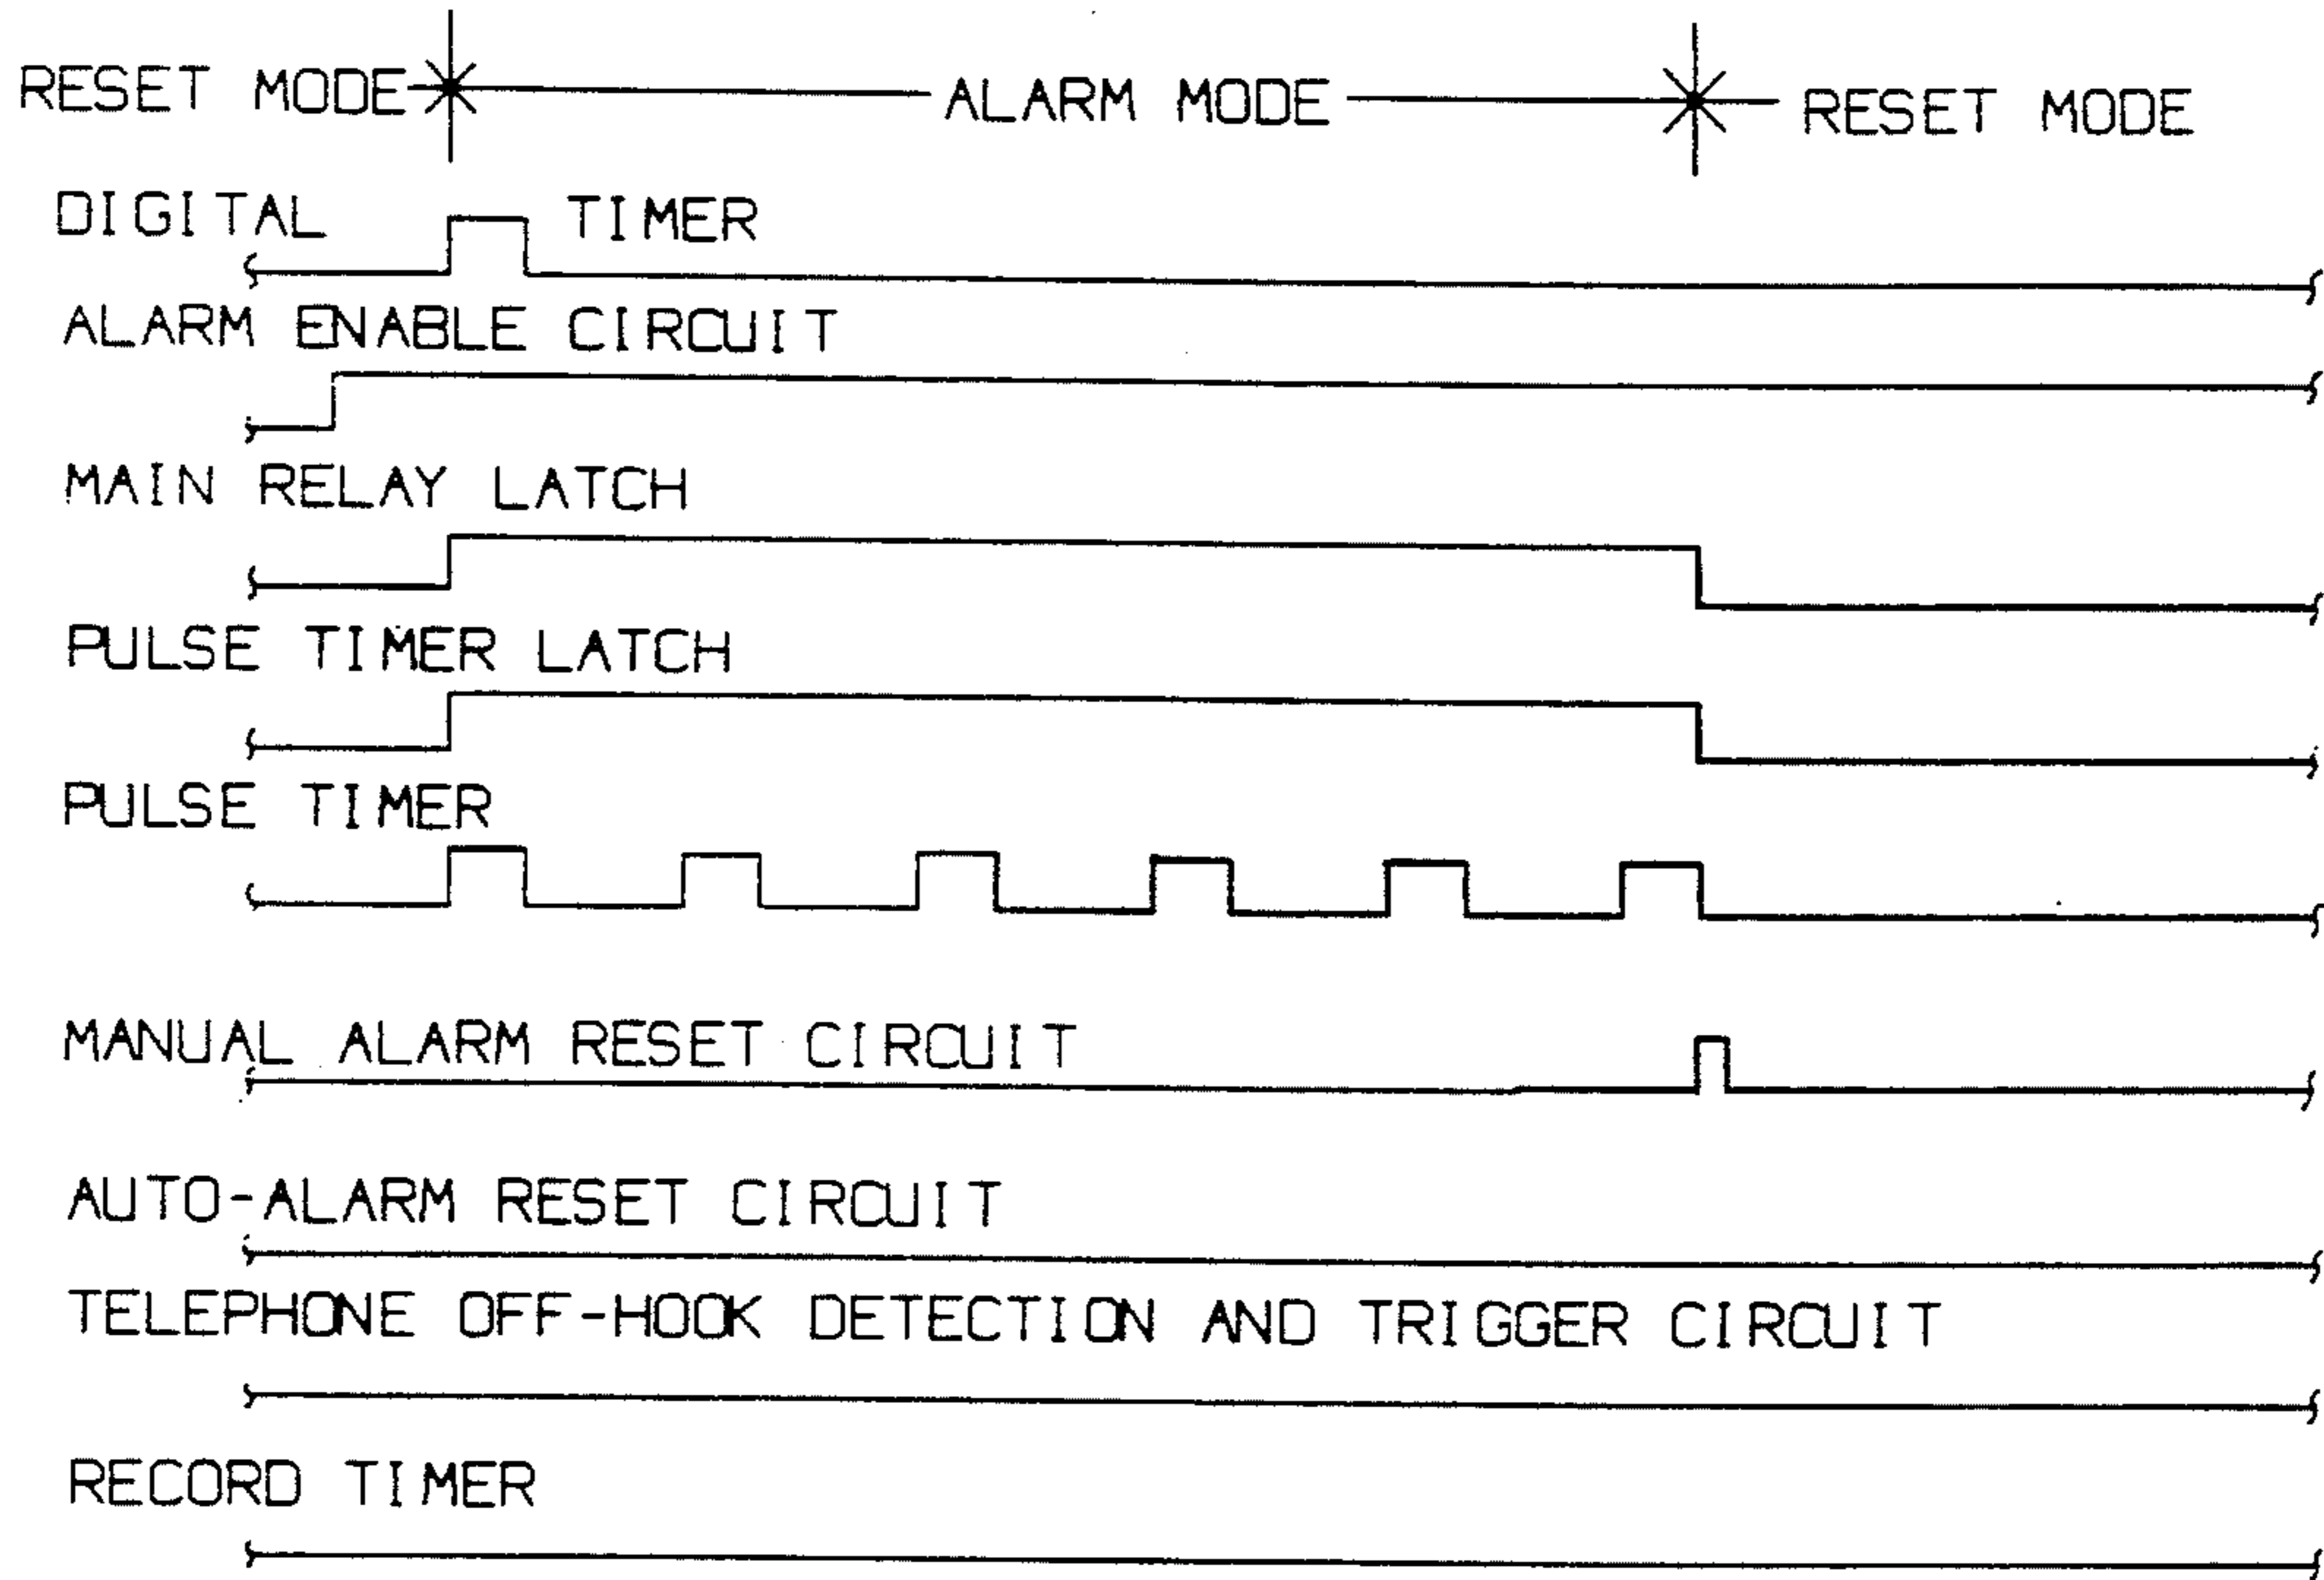 RESET MODE ALARM MODE RESET MODE
DIGITAL TIMER
ALARM ENABLE CIRCUIT
MAIN RELAY LATCH
PULSE TIMER LATCH
PULSE TIMER
MANUAL ALARM RESET CIRCUIT
AUTO-ALARM RESET CIRCUIT
TELEPHONE OFF-HOOK DETECTION AND TRIGGER CIRCUIT
RECORD TIMER